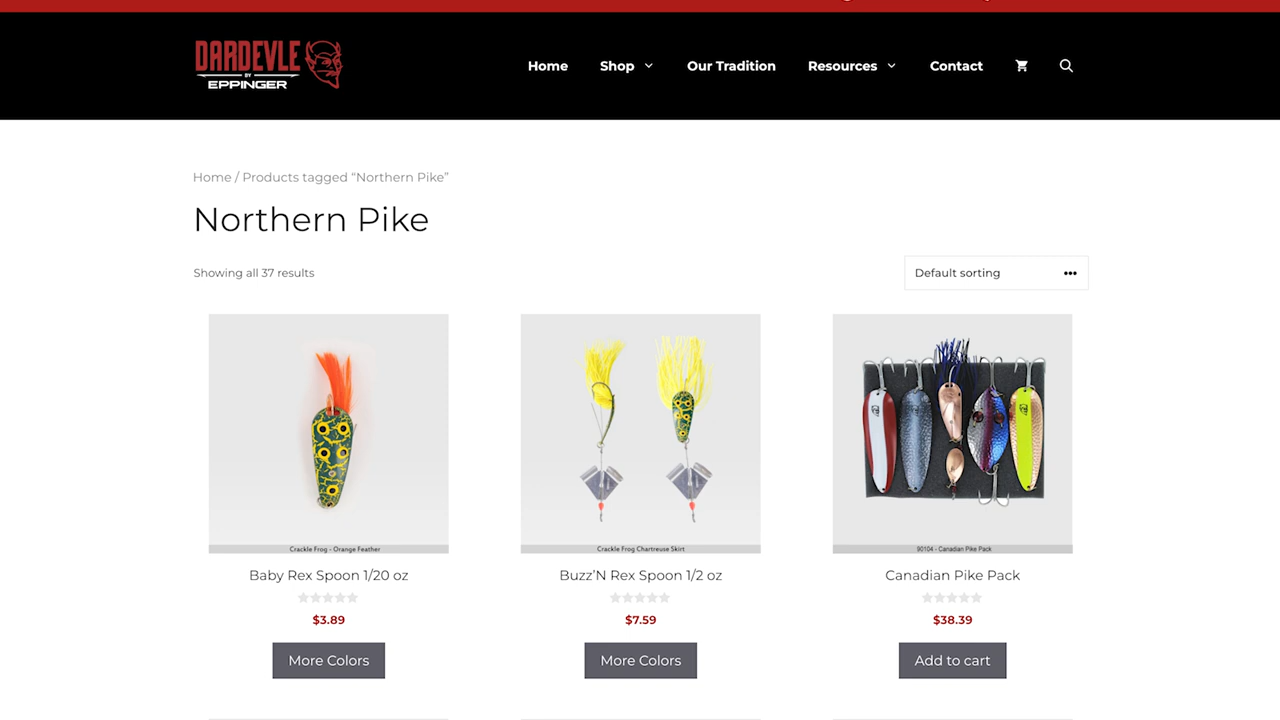 DARDEVLE
BY
EPPINGER
Home
Shop
Our Tradition
Resources
Contact
Home / Products tagged “Northern Pike”
Northern Pike
Showing all 37 results
Default sorting
Crackle Frog - Orange Feather
Crackle Frog Chartreuse Skirt
90104 - Canadian Pike Pack
Baby Rex Spoon 1/20 oz
Buzz’N Rex Spoon 1/2 oz
Canadian Pike Pack
$3.89
$7.59
$38.39
More Colors
More Colors
Add to cart